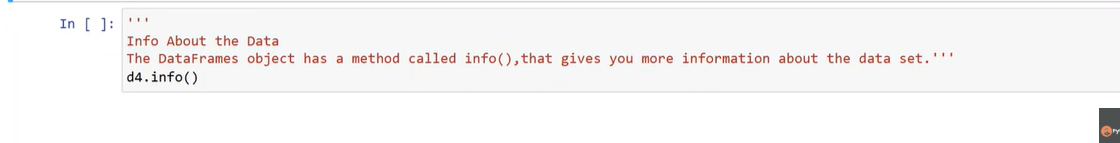 In [ ]: '''
Info About the Data
The DataFrames object has a method called info(),that gives you more information about the data set.'''
d4.info()
Py